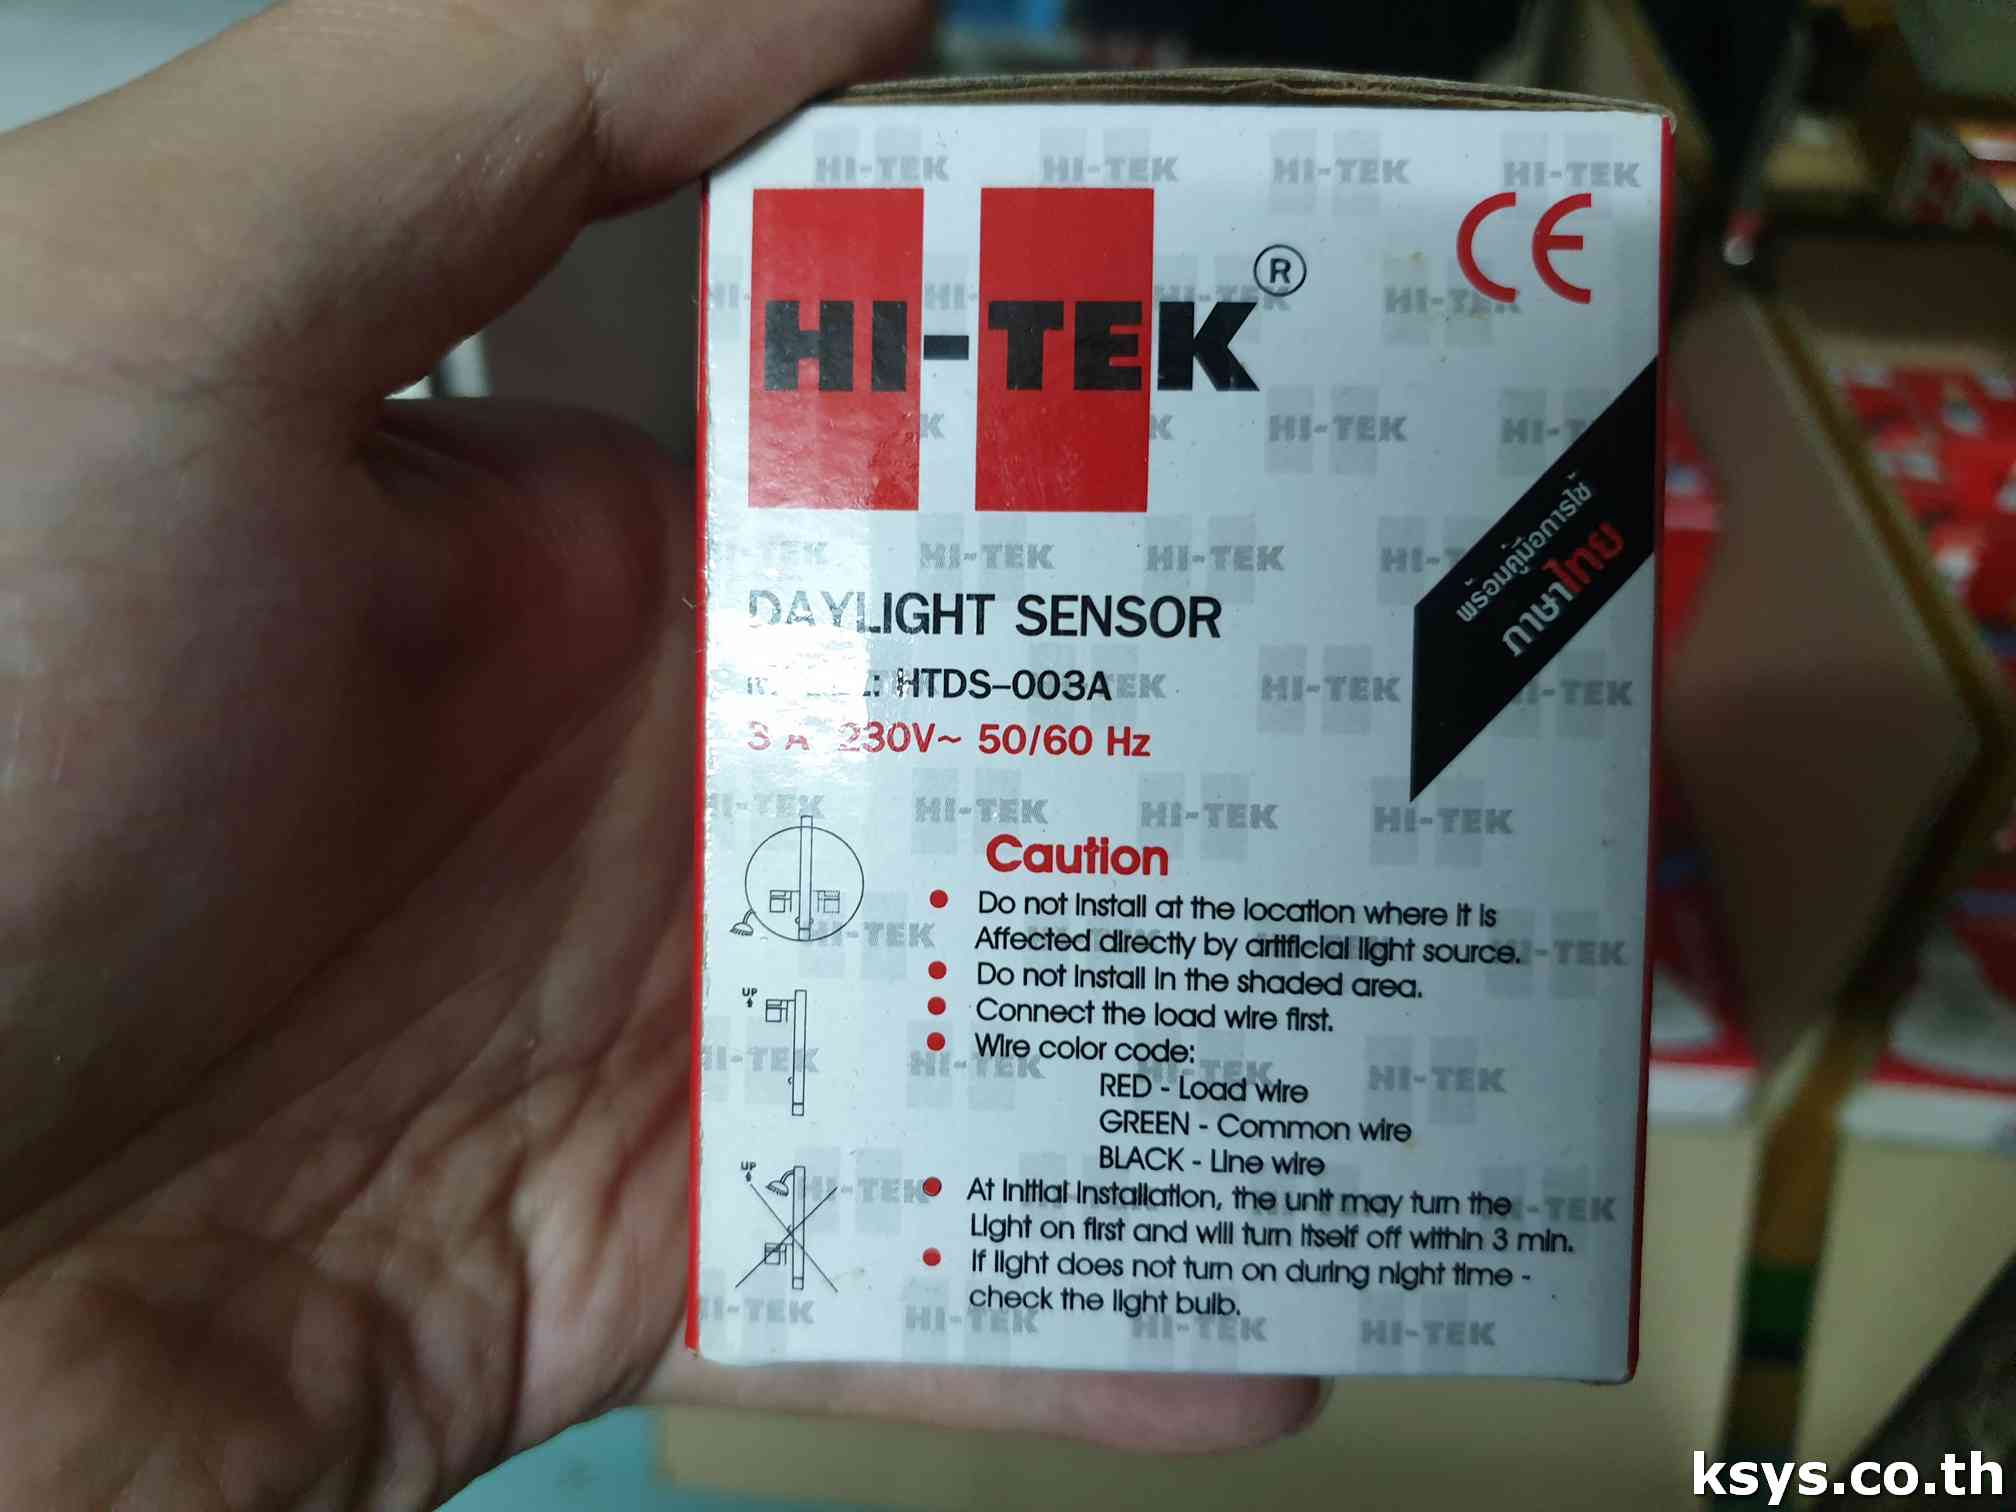 HI-TEK®
CE
พร้อมคู่มือการใช้
ภาษาไทย
DAYLIGHT SENSOR
HTDS-003A
3 A 230V~ 50/60 Hz
Caution
Do not install at the location where it is
Affected directly by artificial light source.
Do not install in the shaded area.
Connect the load wire first.
Wire color code:
RED - Load wire
GREEN - Common wire
BLACK - Line wire
At initial installation, the unit may turn the
Light on first and will turn itself off within 3 min.
If light does not turn on during night time -
check the light bulb.
UP
UP
ksys.co.th